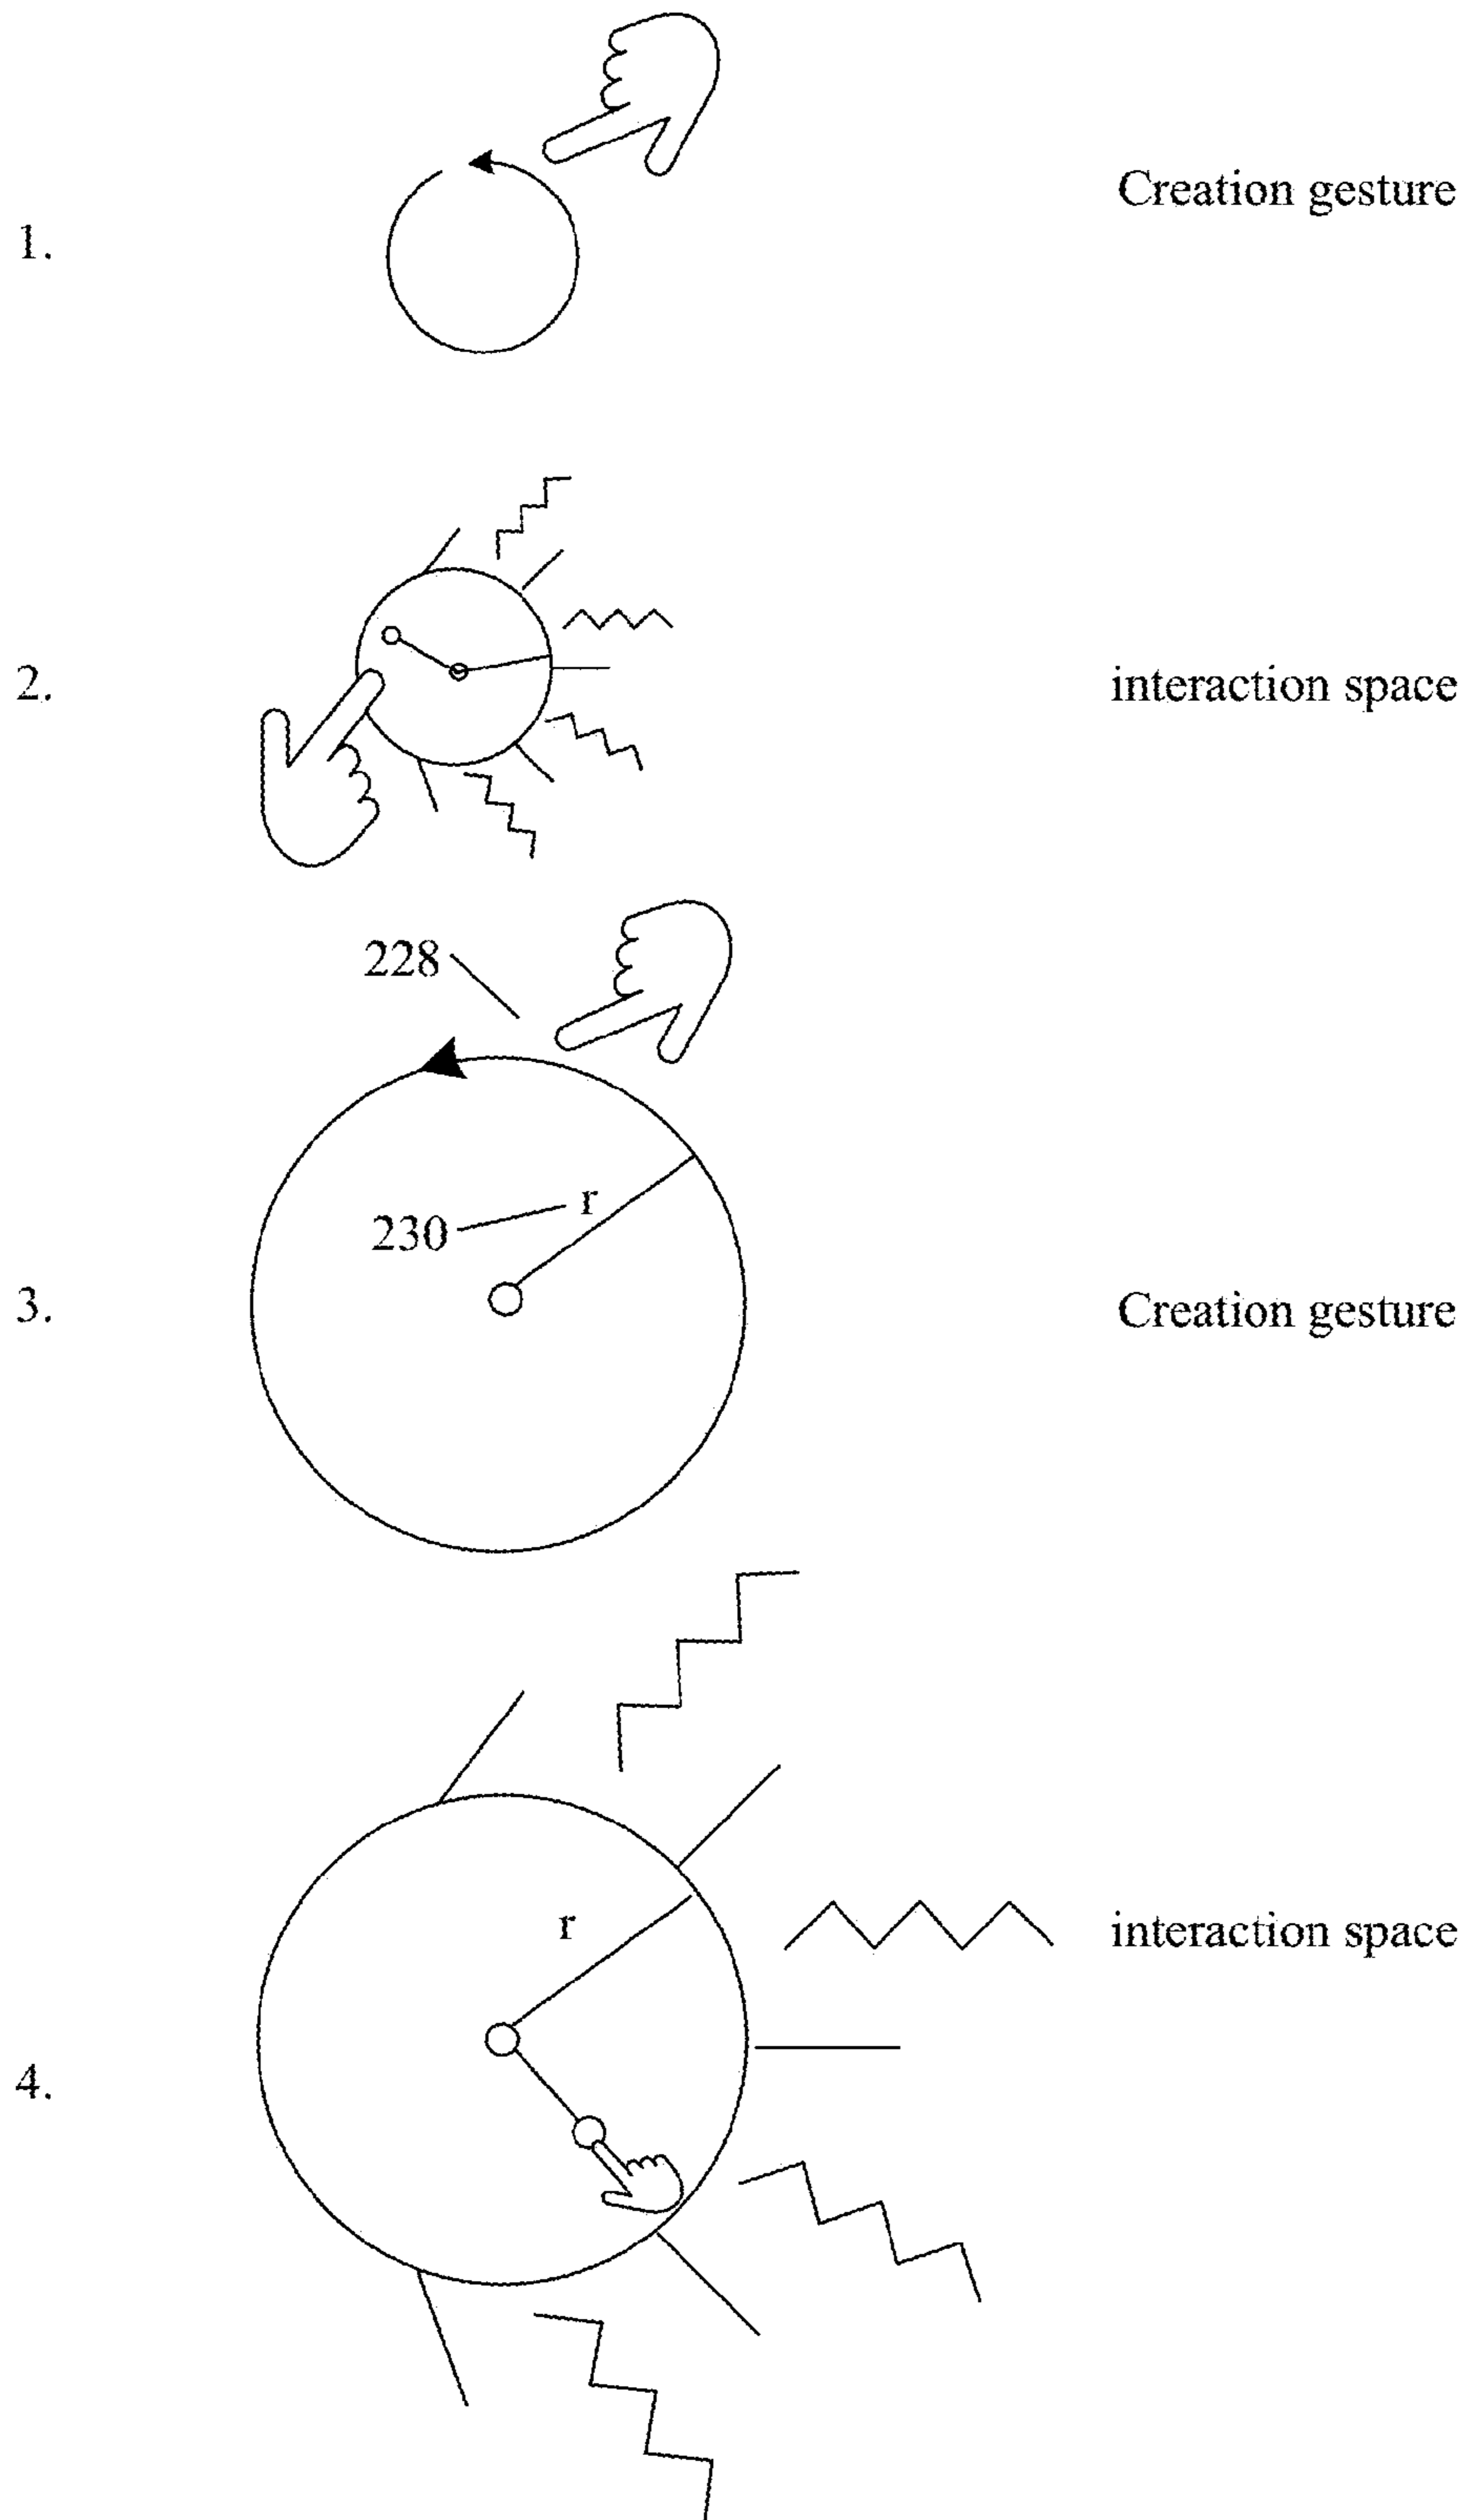 Creation gesture
1.
2.
interaction space
228
230
r
3.
Creation gesture
r
interaction space
4.